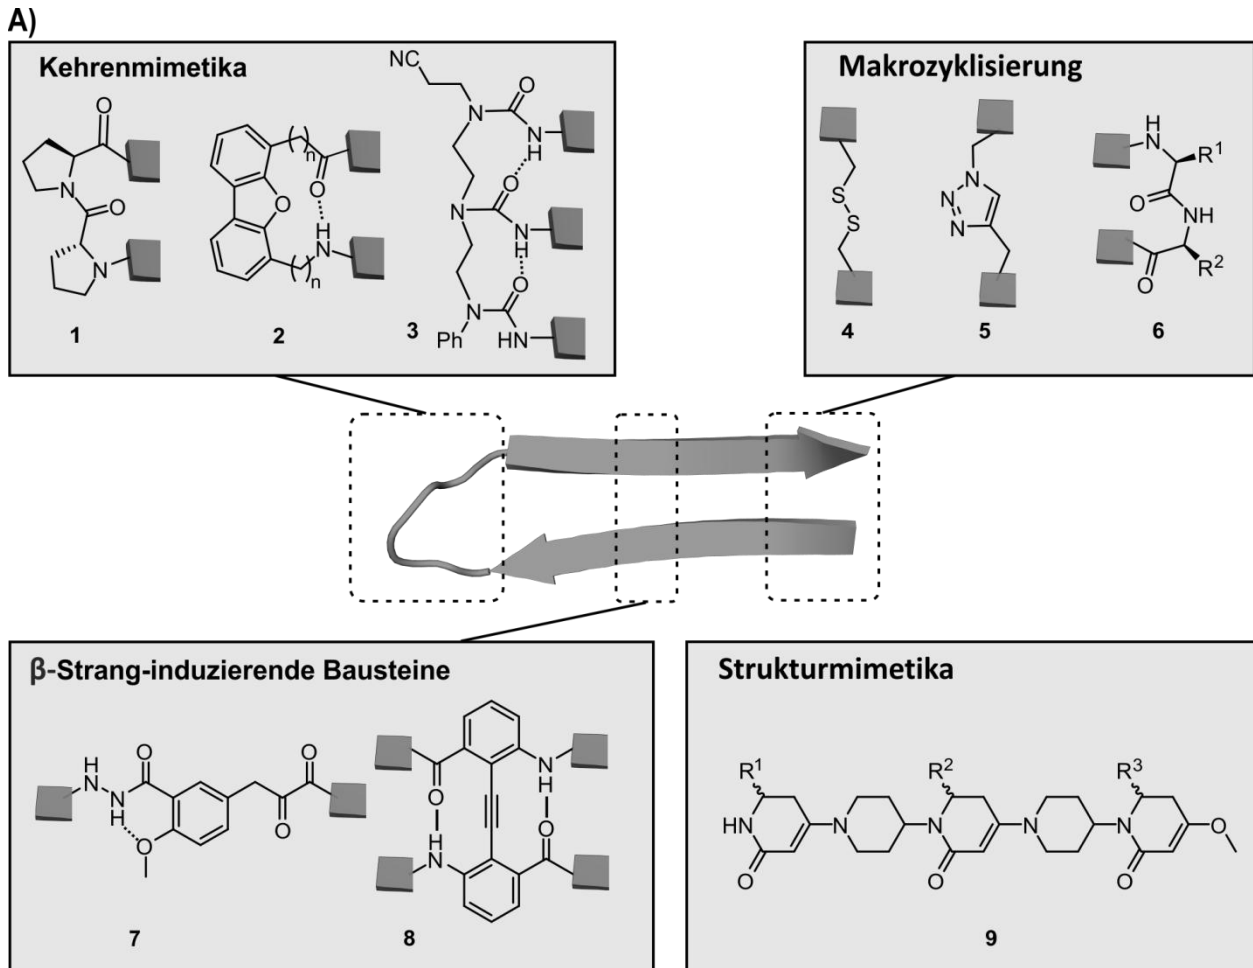 A)
Kehrenmimetika
O
N
O
N
1
n
O
O
H
N
n
2
NC
N
O
N
H
O
N
N
H
O
N
Ph
HN
3
Makrozyklisierung
S
S
4
N
N
N
5
H
N
R¹
O
NH
O
R²
6
β-Strang-induzierende Bausteine
H
N
N
H
O
O
O
O
7
O
N
H
O
H
N
O
8
Strukturmimetika
R¹
R²
R³
HN
N
N
N
N
O
O
O
O
9